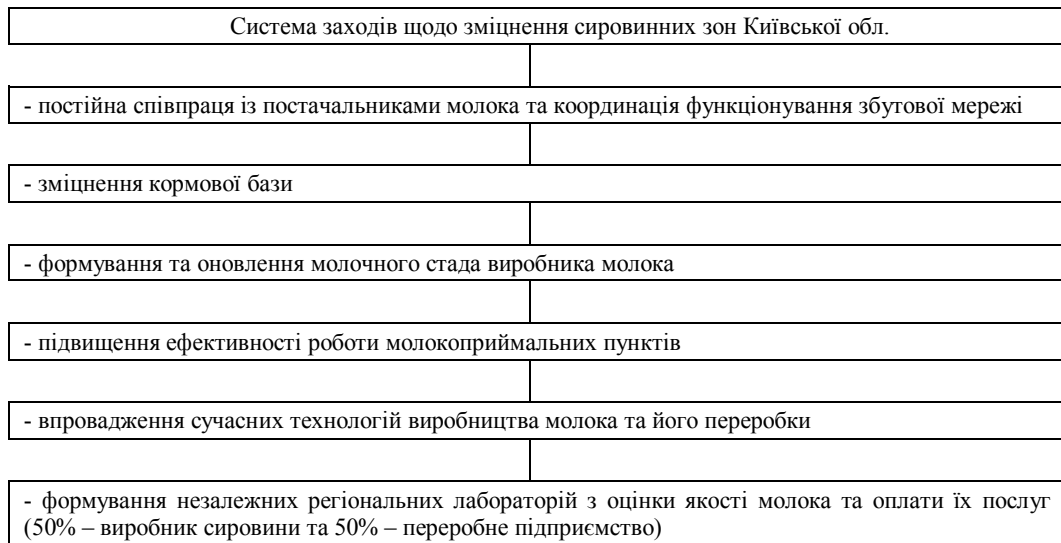 Система заходів щодо зміцнення сировинних зон Київської обл.
- постійна співпраця із постачальниками молока та координація функціонування збутової мережі
- зміцнення кормової бази
- формування та оновлення молочного стада виробника молока
- підвищення ефективності роботи молокоприймальних пунктів
- впровадження сучасних технологій виробництва молока та його переробки
- формування незалежних регіональних лабораторій з оцінки якості молока та оплати їх послуг
(50% – виробник сировини та 50% – переробне підприємство)